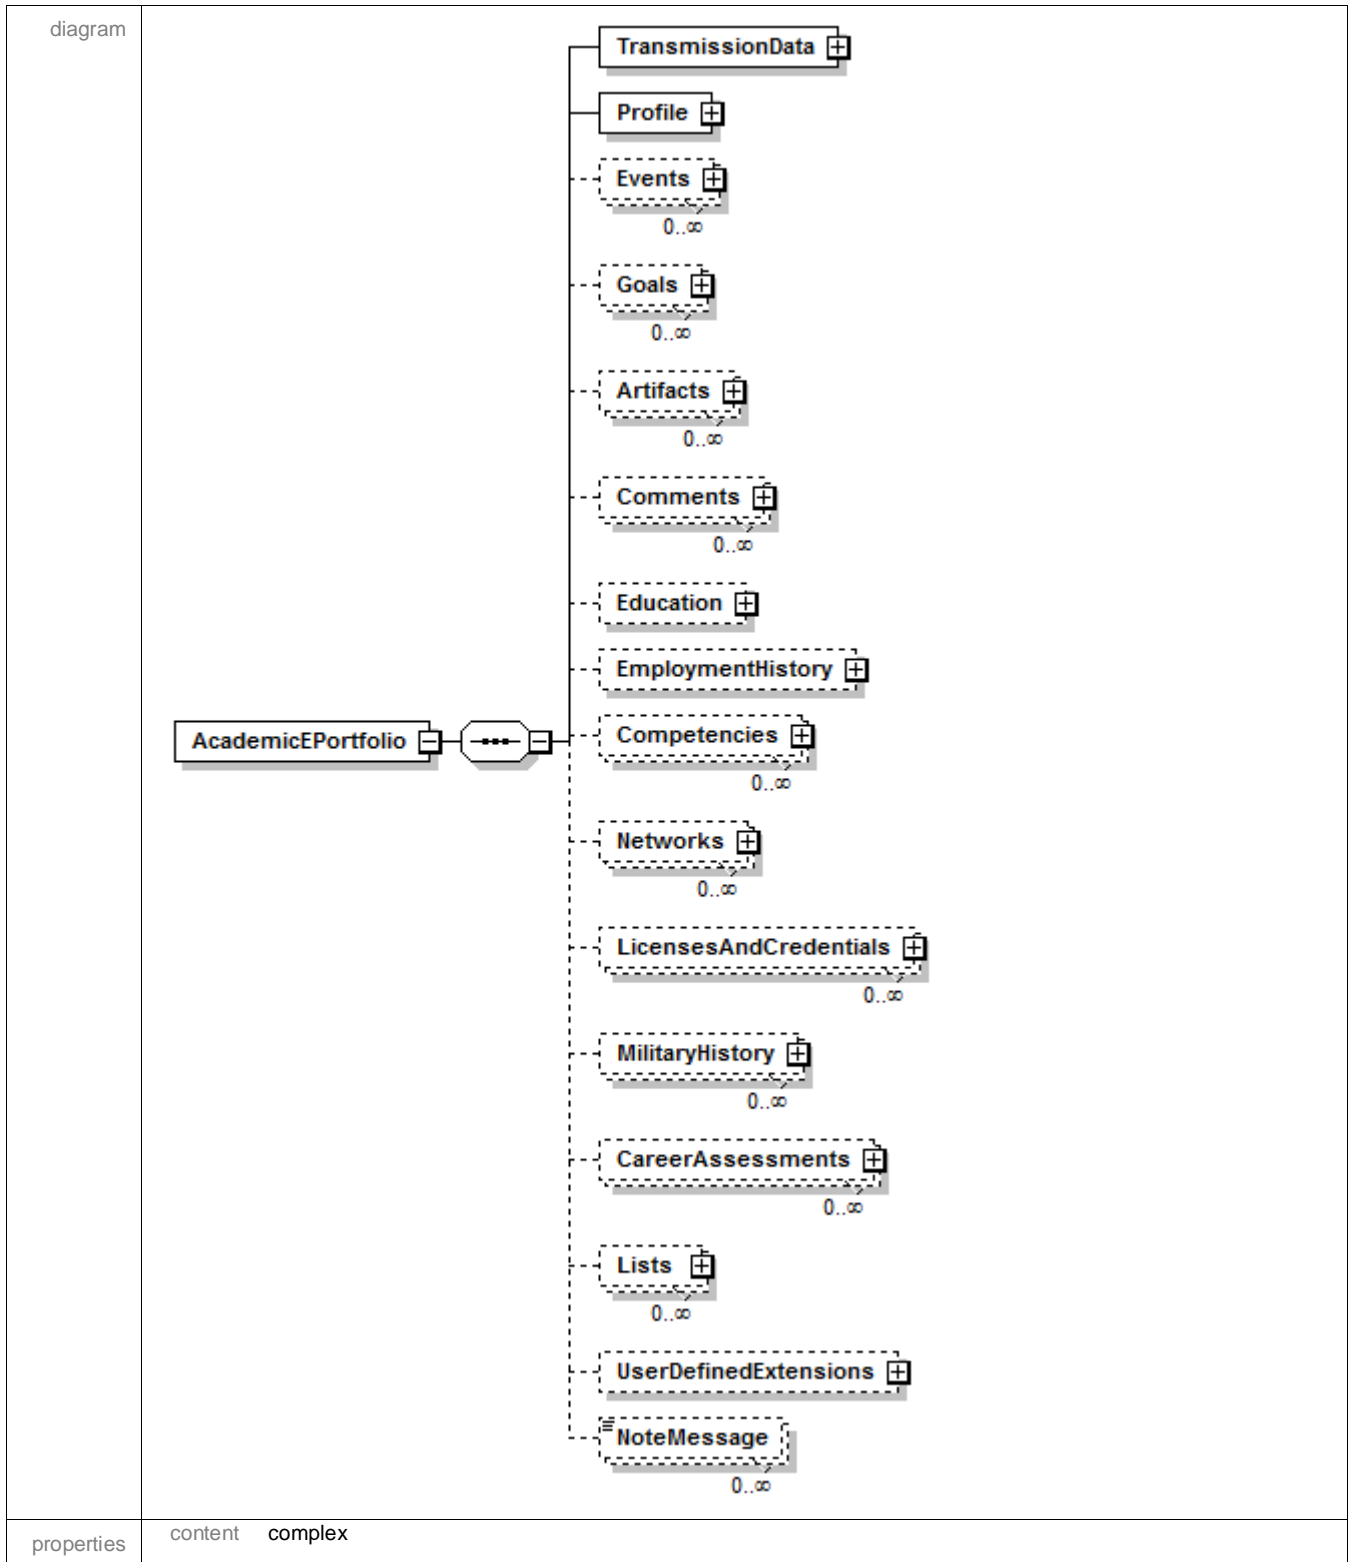 diagram
TransmissionData
Profile
Events
0..∞
Goals
0..∞
Artifacts
0..∞
Comments
0..∞
Education
EmploymentHistory
AcademicEPortfolio
Competencies
0..∞
Networks
0..∞
LicensesAndCredentials
0..∞
MilitaryHistory
0..∞
CareerAssessments
0..∞
Lists
0..∞
UserDefinedExtensions
NoteMessage
0..∞
properties
content complex